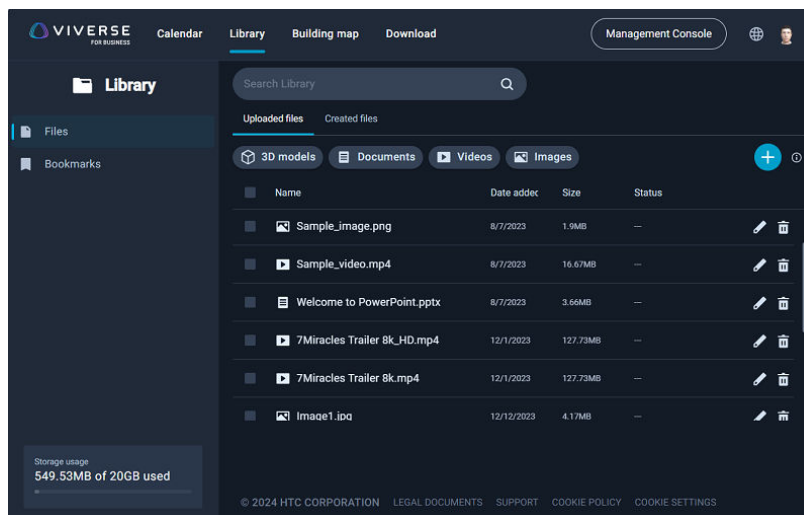 VIVERSE
FOR BUSINESS
Calendar
Library
Building map
Download
Management Console
Library
Files
Bookmarks
Search Library
Uploaded files
Created files
3D models
Documents
Videos
Images
Name
Date added
Size
Status
Sample_image.png 8/7/2023 1.9MB --
Sample_video.mp4 8/7/2023 16.67MB --
Welcome to PowerPoint.pptx 8/7/2023 3.66MB --
7Miracles Trailer 8k_HD.mp4 12/1/2023 127.73MB --
7Miracles Trailer 8k.mp4 12/1/2023 127.73MB --
Image1.jpg 12/12/2023 4.17MB --
Storage usage
549.53MB of 20GB used
© 2024 HTC CORPORATION LEGAL DOCUMENTS SUPPORT COOKIE POLICY COOKIE SETTINGS